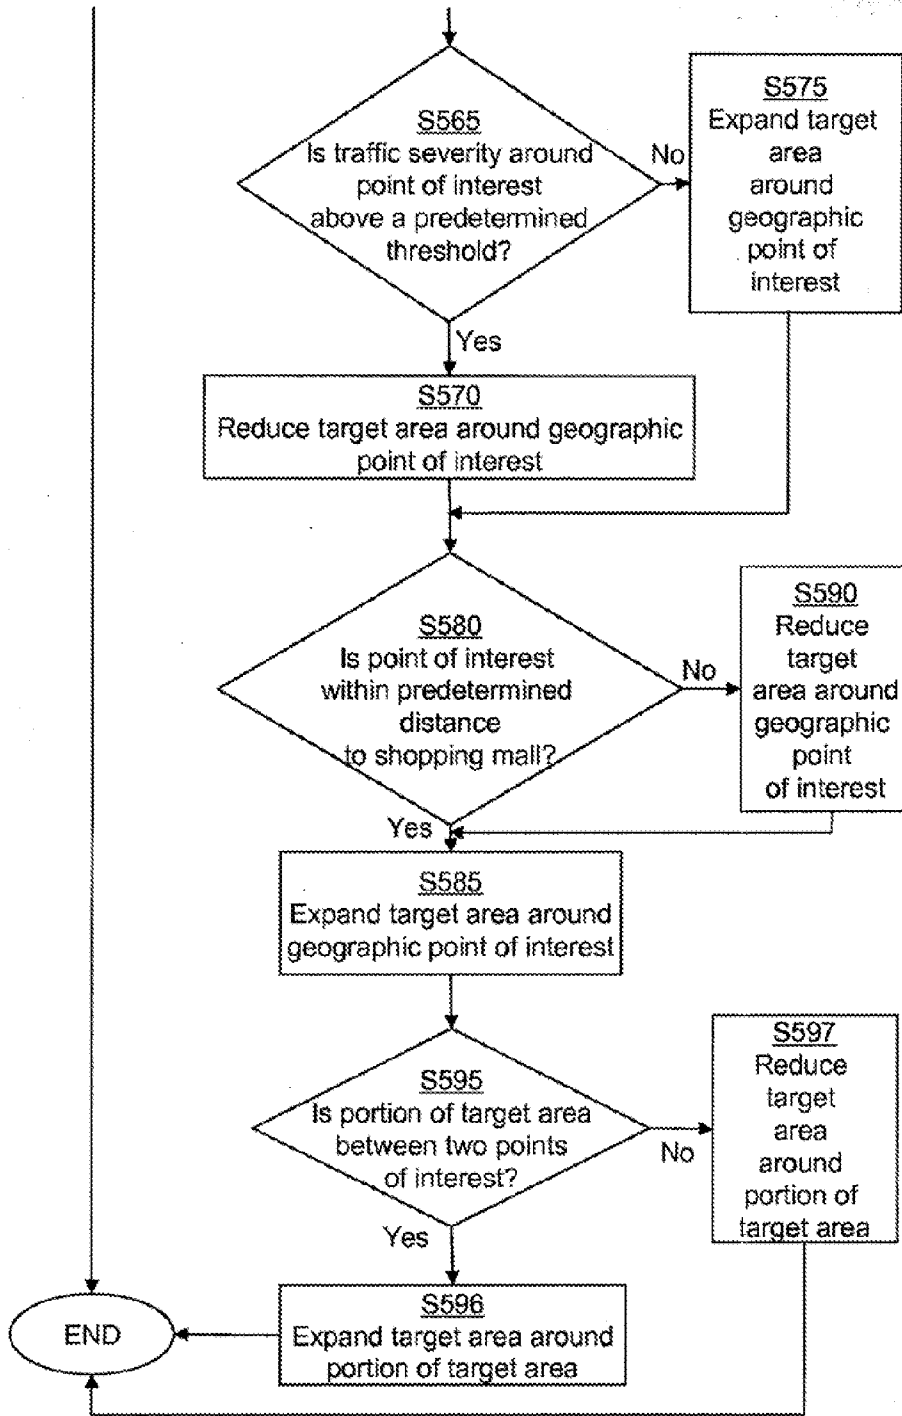 S565
Is traffic severity around
point of interest
above a predetermined
threshold?
No
S575
Expand target
area
around
geographic
point of
interest
Yes
S570
Reduce target area around geographic
point of interest
S580
Is point of interest
within predetermined
distance
to shopping mall?
No
S590
Reduce
target
area around
geographic
point
of interest
Yes
S585
Expand target area around
geographic point of interest
S595
Is portion of target area
between two points
of interest?
No
S597
Reduce
target
area
around
portion of
target area
Yes
S596
Expand target area around
portion of target area
END